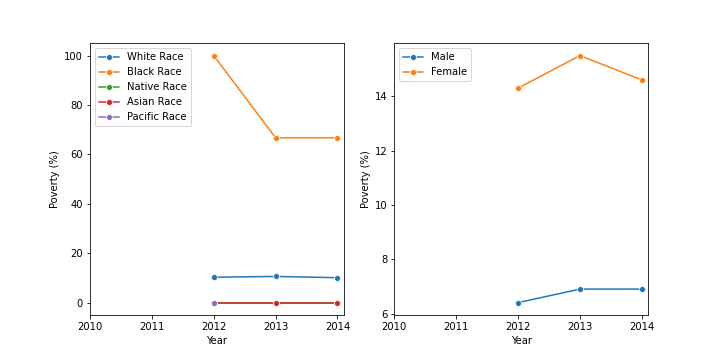 White Race
Black Race
Native Race
Asian Race
Pacific Race
100
80
60
40
20
0
Poverty (%)
2010 2011 2012 2013 2014
Year
Male
Female
14
12
10
8
6
Poverty (%)
2010 2011 2012 2013 2014
Year